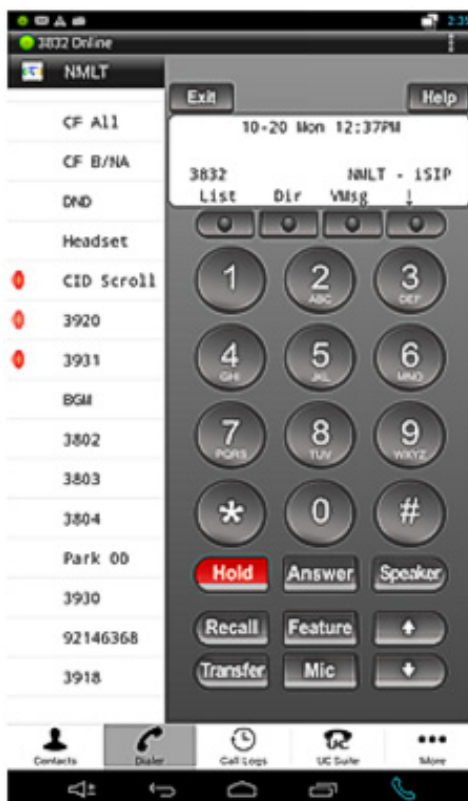 2:35
3832 Online
NMLT
CF All
CF B/NA
DND
Headset
CID Scroll
3920
3931
BGM
3802
3803
3804
Park 00
3930
92146368
3918
Exit
Help
10-20 Mon 12:37PM
3832 NMLT - iSIP
List Dir VMsg ↓
1
2 ABC
3 DEF
4 GHI
5 JKL
6 MNO
7 PQRS
8 TUV
9 WXYZ
*
0
#
Hold Answer Speaker
Recall Feature
Transfer Mic
Contacts Dialer Call Logs UC Suite More